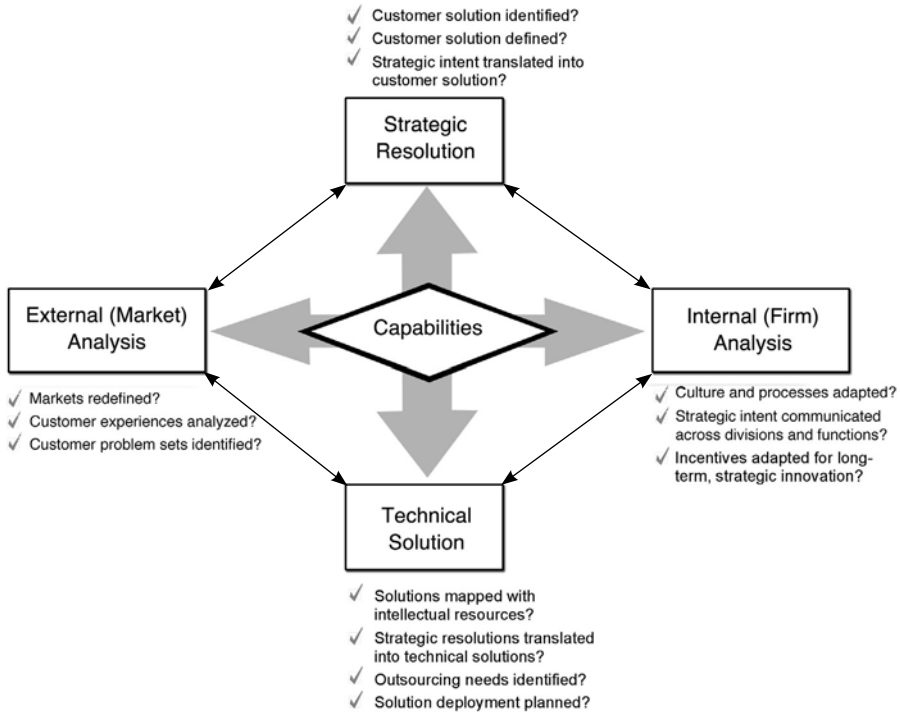 Customer solution identified?
Customer solution defined?
Strategic intent translated into
customer solution?
Strategic
Resolution
External (Market)
Analysis
Capabilities
Internal (Firm)
Analysis
Markets redefined?
Customer experiences analyzed?
Customer problem sets identified?
Culture and processes adapted?
Strategic intent communicated
across divisions and functions?
Incentives adapted for long-
term, strategic innovation?
Technical
Solution
Solutions mapped with
intellectual resources?
Strategic resolutions translated
into technical solutions?
Outsourcing needs identified?
Solution deployment planned?